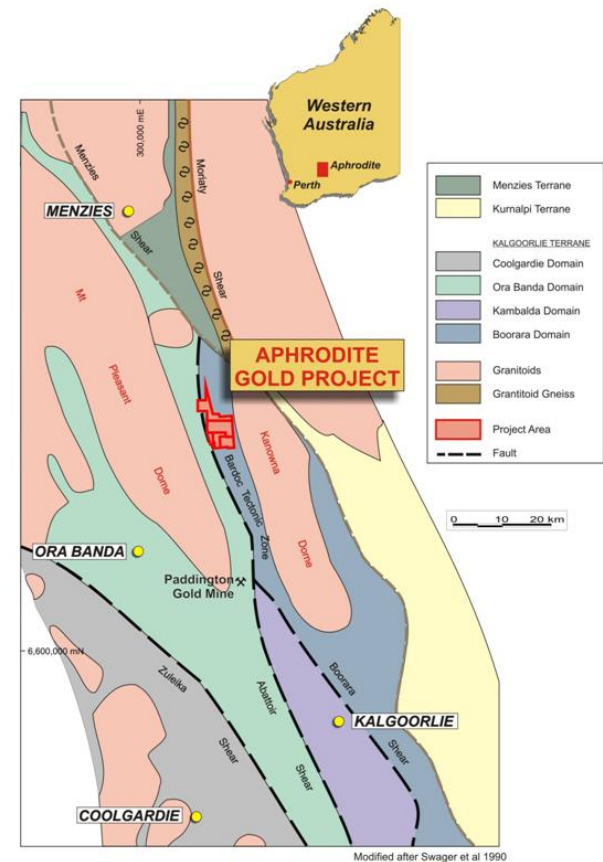 Western
Australia
Aphrodite
Perth
300,000 mE
Menzies
Shear
Moriaty
Shear
MENZIES
Mt
Pleasant
Dome
APHRODITE
GOLD PROJECT
Kanowna
Dome
Bardoc Tectonic Zone
ORA BANDA
Paddington
Gold Mine
6,600,000 mN
Zuleika
Shear
Abattoir
Shear
Boorara
Shear
KALGOORLIE
COOLGARDIE
Menzies Terrane
Kurnalpi Terrane
KALGOORLIE TERRANE
Coolgardie Domain
Ora Banda Domain
Kambalda Domain
Boorara Domain
Granitoids
Grantitoid Gneiss
Project Area
Fault
0 10 20 km
Modified after Swager et al 1990